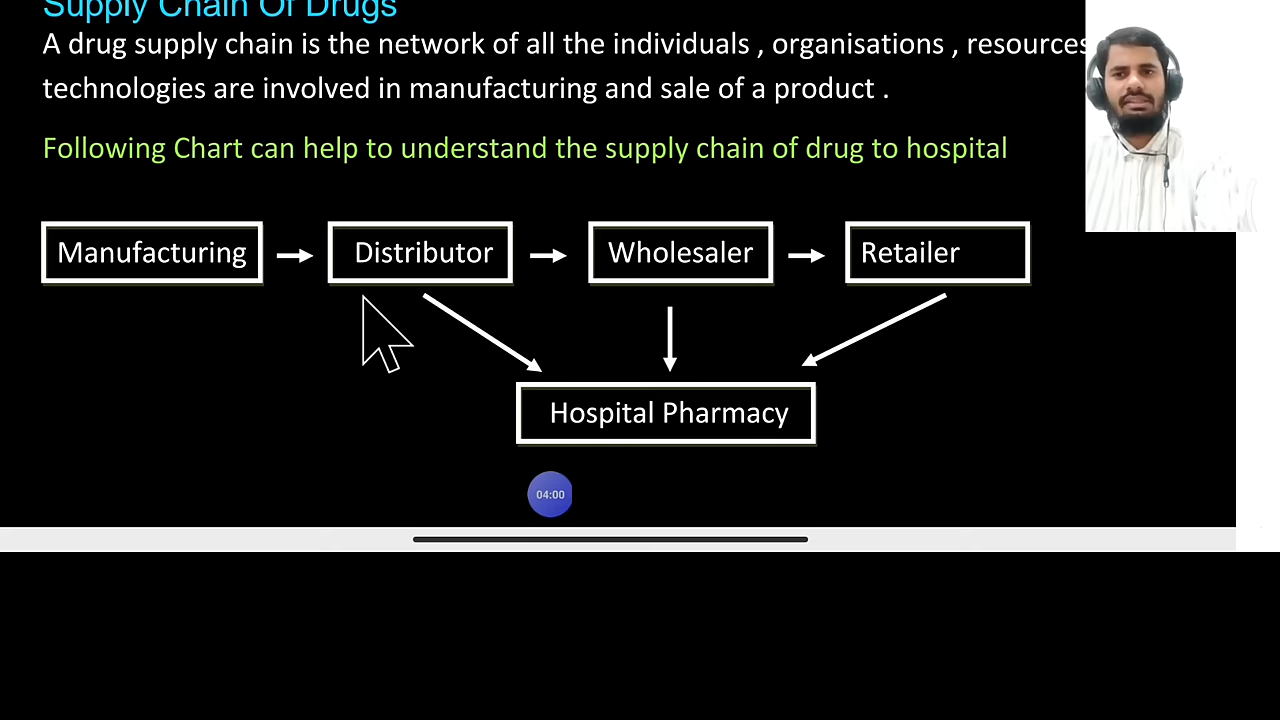 Supply Chain Of Drugs
A drug supply chain is the network of all the individuals , organisations , resources
technologies are involved in manufacturing and sale of a product .
Following Chart can help to understand the supply chain of drug to hospital
Manufacturing Distributor Wholesaler Retailer
Hospital Pharmacy
04:00